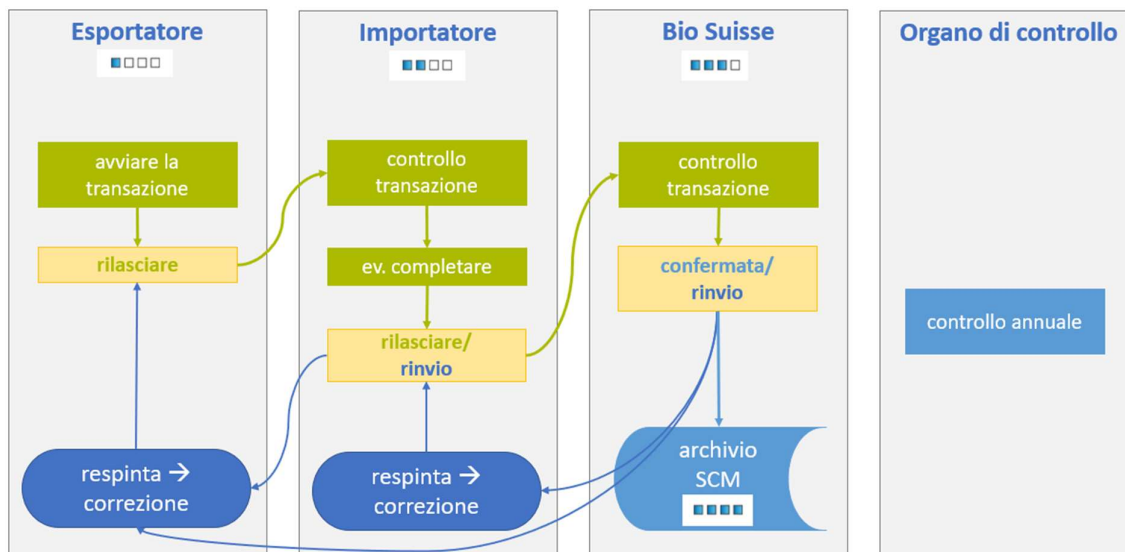 Esportatore
avviare la
transazione
rilasciare
respinta →
correzione
Importatore
controllo
transazione
ev. completare
rilasciare/
rinvio
respinta →
correzione
Bio Suisse
controllo
transazione
confermata/
rinvio
archivio
SCM
Organo di controllo
controllo annuale